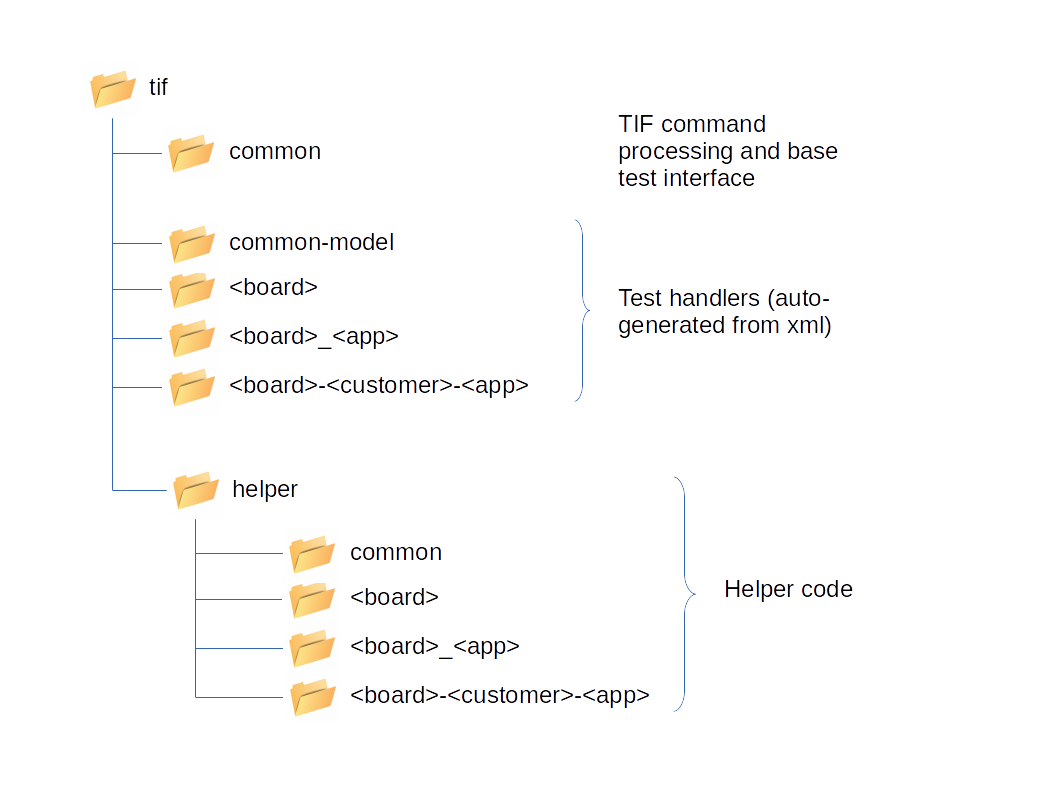 tif
common
TIF command
processing and base
test interface
common-model
<board>
<board>_<app>
<board>-<customer>-<app>
Test handlers (auto-
generated from xml)
helper
common
<board>
<board>_<app>
<board>-<customer>-<app>
Helper code